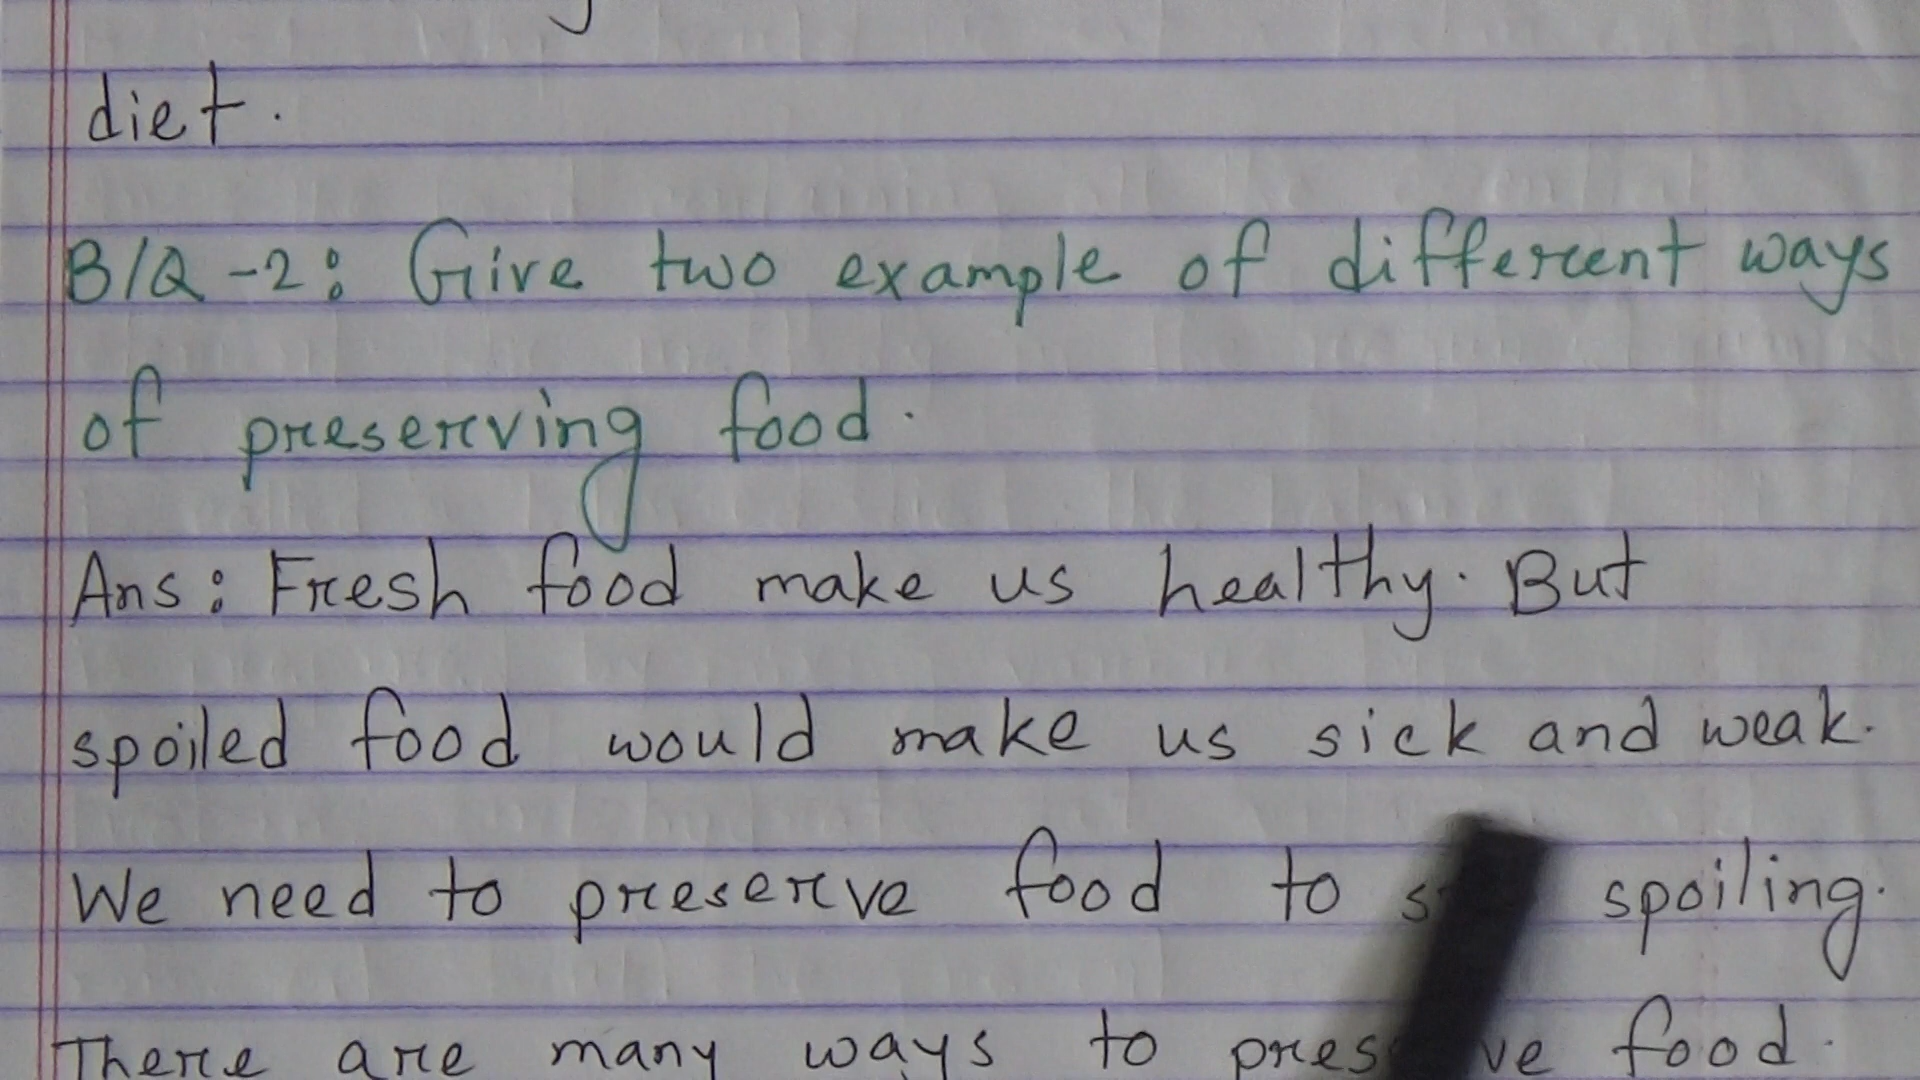 diet.
B/Q-2: Give two example of different ways
of preserving food.
Ans: Fresh food make us healthy. But
spoiled food would make us sick and weak.
We need to preserve food to spoiling.
There are many ways to food.